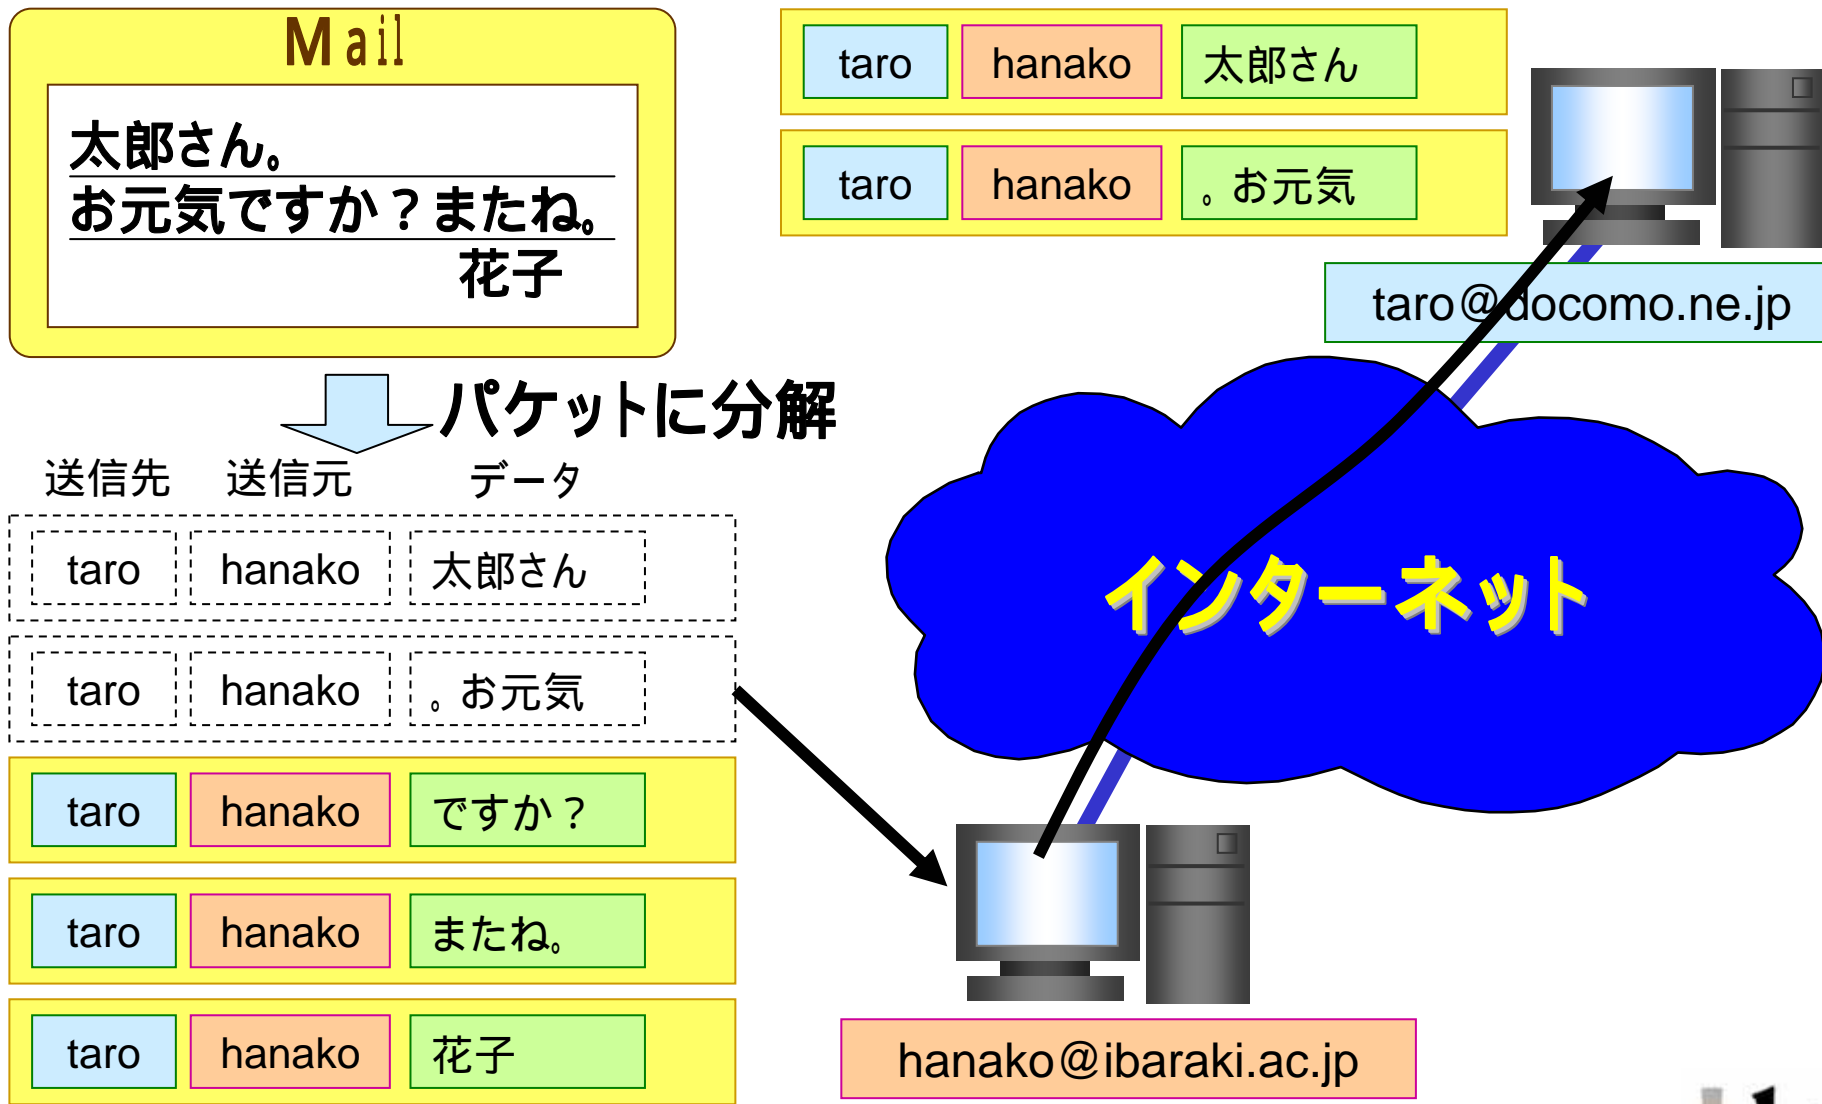 Mail
太郎さん。
お元気ですか？またね。
花子
パケットに分解
送信先 送信元 データ
taro hanako 太郎さん
taro hanako 。お元気
taro hanako ですか？
taro hanako またね。
taro hanako 花子
taro hanako 太郎さん
taro hanako 。お元気
taro@docomo.ne.jp
インターネット
hanako@ibaraki.ac.jp